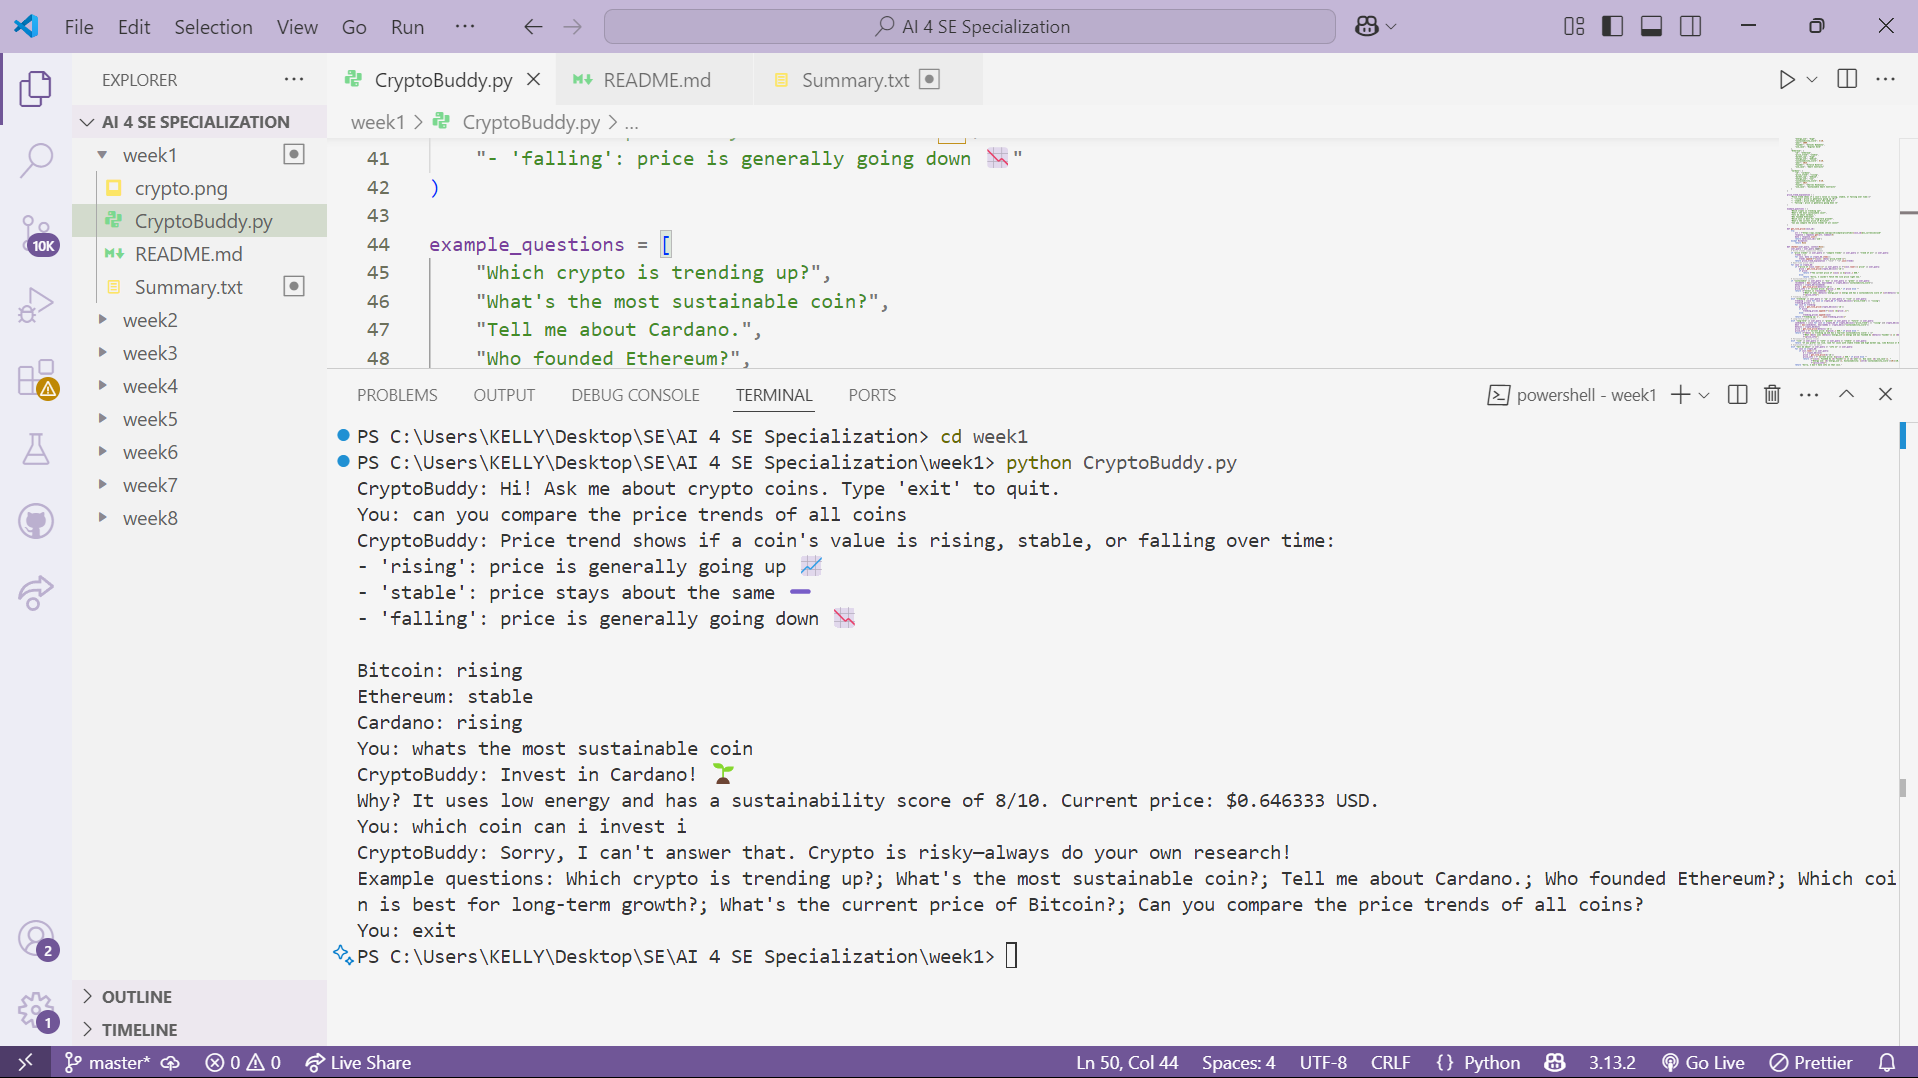 File Edit Selection View Go Run ···
AI 4 SE Specialization
EXPLORER ···
AI 4 SE SPECIALIZATION
week1
crypto.png
CryptoBuddy.py
README.md
Summary.txt
week2
week3
week4
week5
week6
week7
week8
OUTLINE
TIMELINE
10K
2
1
CryptoBuddy.py README.md Summary.txt
week1 > CryptoBuddy.py > ...
41 "- 'falling': price is generally going down 📉"
42 )
43
44 example_questions = [
45 "Which crypto is trending up?",
46 "What's the most sustainable coin?",
47 "Tell me about Cardano.",
48 "Who founded Ethereum?",
PROBLEMS OUTPUT DEBUG CONSOLE TERMINAL PORTS
powershell - week1
PS C:\Users\KELLY\Desktop\SE\AI 4 SE Specialization> cd week1
PS C:\Users\KELLY\Desktop\SE\AI 4 SE Specialization\week1> python CryptoBuddy.py
CryptoBuddy: Hi! Ask me about crypto coins. Type 'exit' to quit.
You: can you compare the price trends of all coins
CryptoBuddy: Price trend shows if a coin's value is rising, stable, or falling over time:
- 'rising': price is generally going up 📈
- 'stable': price stays about the same ➖
- 'falling': price is generally going down 📉
Bitcoin: rising
Ethereum: stable
Cardano: rising
You: whats the most sustainable coin
CryptoBuddy: Invest in Cardano! 🌱
Why? It uses low energy and has a sustainability score of 8/10. Current price: $0.646333 USD.
You: which coin can i invest i
CryptoBuddy: Sorry, I can't answer that. Crypto is risky—always do your own research!
Example questions: Which crypto is trending up?; What's the most sustainable coin?; Tell me about Cardano.; Who founded Ethereum?; Which coi
n is best for long-term growth?; What's the current price of Bitcoin?; Can you compare the price trends of all coins?
You: exit
PS C:\Users\KELLY\Desktop\SE\AI 4 SE Specialization\week1>
master* 0 0 Live Share Ln 50, Col 44 Spaces: 4 UTF-8 CRLF {} Python 3.13.2 Go Live Prettier